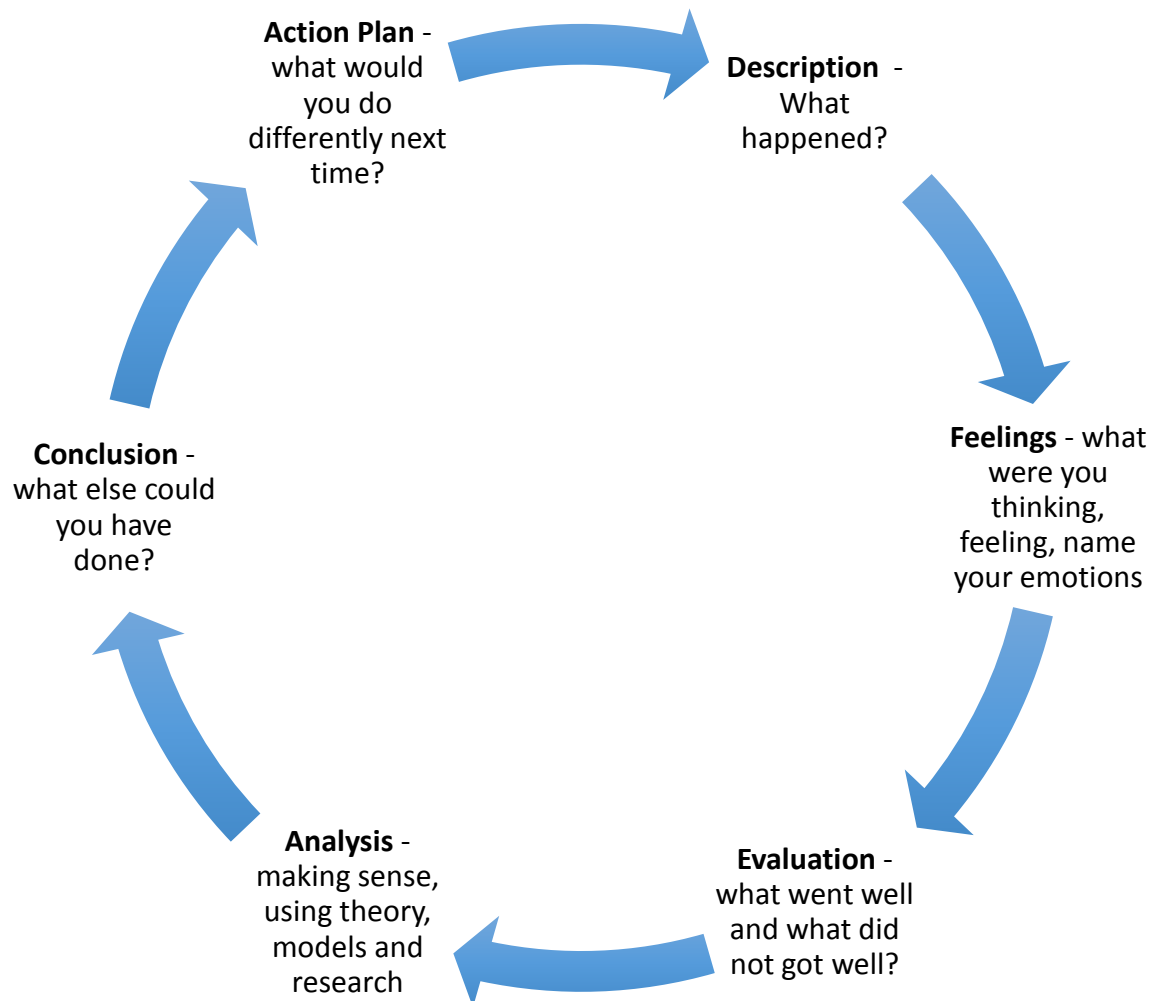 Action Plan -
what would
you do
differently next
time?
Description  -
What
happened?
Feelings - what
were you
thinking,
feeling, name
your emotions
Evaluation -
what went well
and what did
not got well?
Analysis -
making sense,
using theory,
models and
research
Conclusion -
what else could
you have
done?